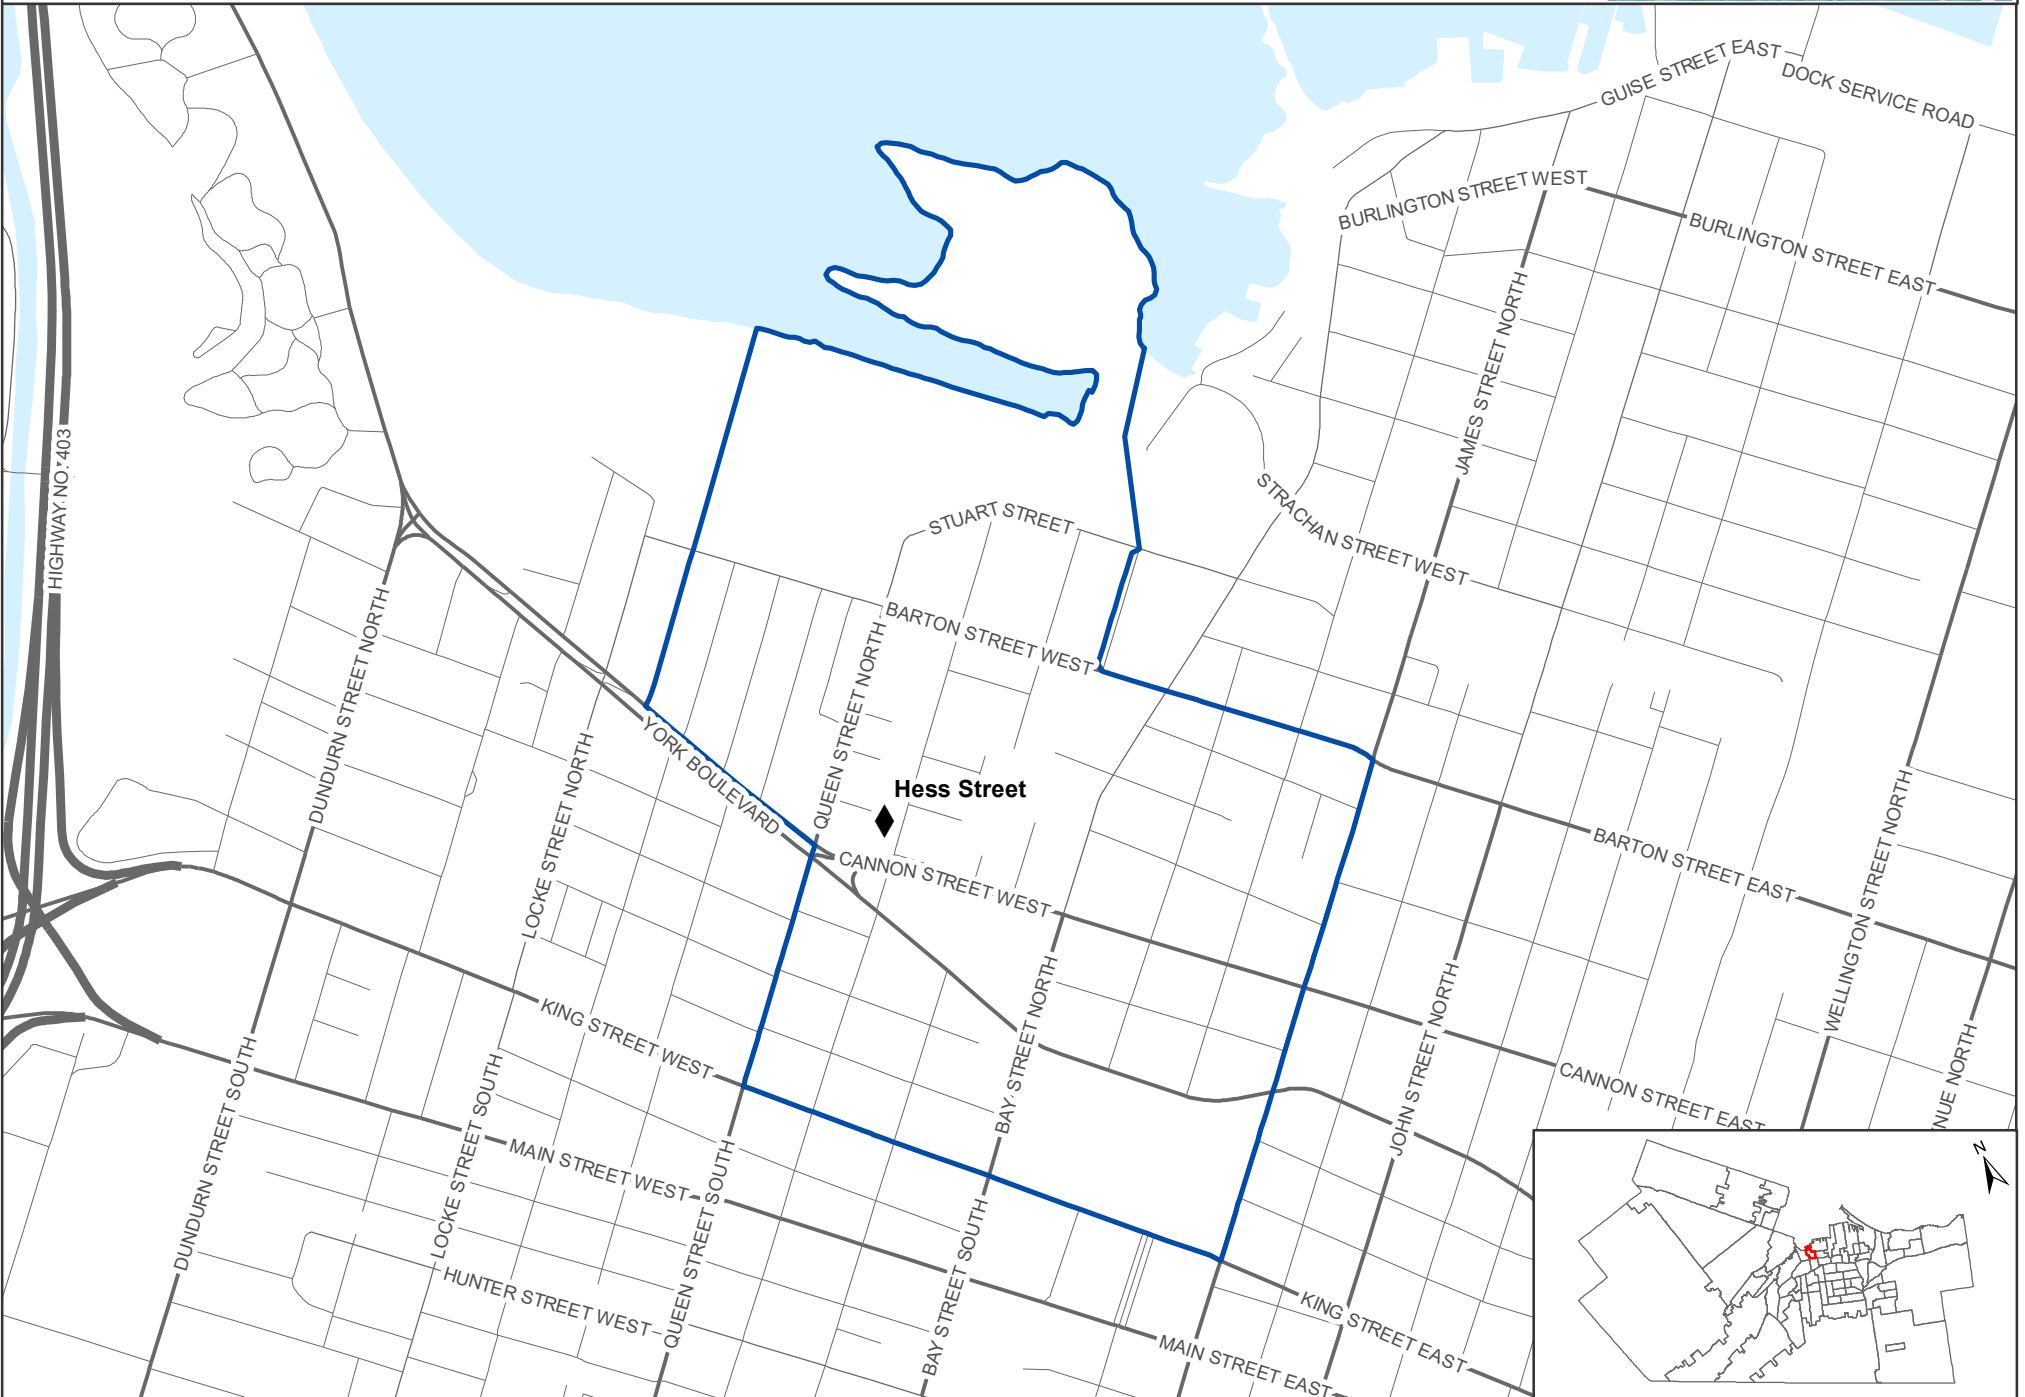 GUISE STREET EAST
DOCK SERVICE ROAD
BURLINGTON STREET WEST
BURLINGTON STREET EAST
JAMES STREET NORTH
HIGHWAY NO. 403
STRACHAN STREET WEST
STUART STREET
BARTON STREET WEST
DUNDURN STREET NORTH
QUEEN STREET NORTH
YORK BOULEVARD
LOCKE STREET NORTH
Hess Street
CANNON STREET WEST
BARTON STREET EAST
WELLINGTON STREET NORTH
KING STREET WEST
BAY STREET NORTH
JOHN STREET NORTH
CANNON STREET EAST
NUE NORTH
DUNDURN STREET SOUTH
LOCKE STREET SOUTH
MAIN STREET WEST
QUEEN STREET SOUTH
BAY STREET SOUTH
HUNTER STREET WEST
KING STREET EAST
MAIN STREET EAST
N